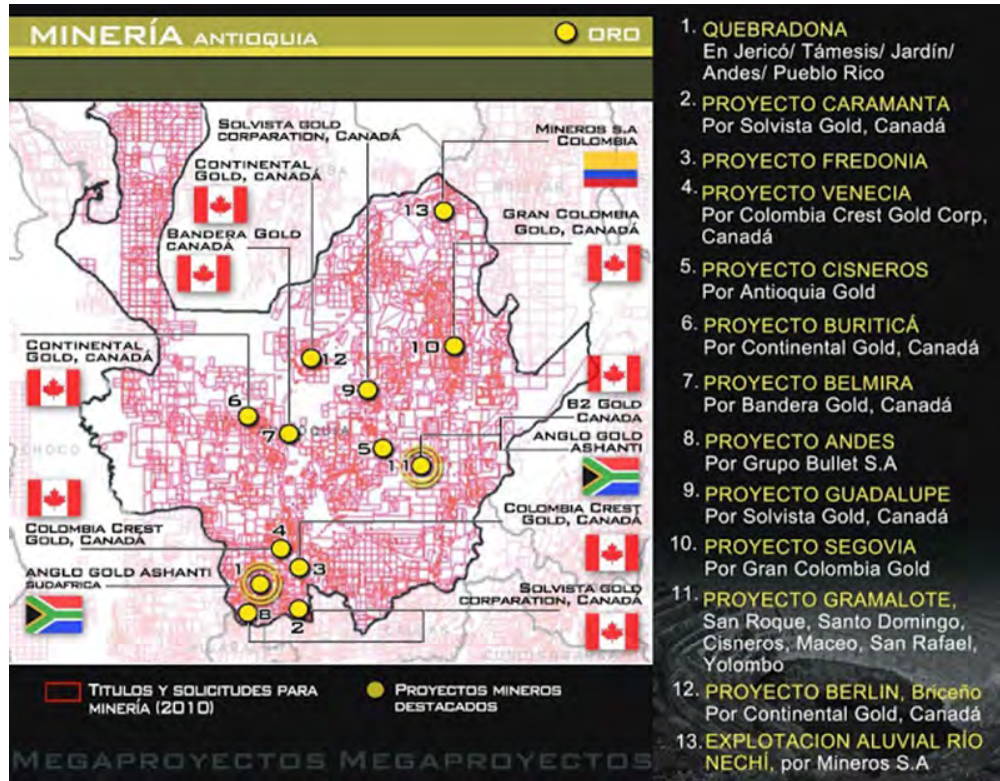 MINERÍA ANTIOQUIA
ORO
SOLVISTA GOLD
CORPARATION, CANADÁ
CONTINENTAL
GOLD, CANADÁ
BANDERA GOLD
CANADÁ
MINEROS S.A
COLOMBIA
GRAN COLOMBIA
GOLD, CANADÁ
13
CONTINENTAL
GOLD, CANADÁ
12
10
9
6
7
5
11
B2 GOLD
CANADA
ANGLO GOLD
ASHANTI
CHOCO
COLOMBIA CREST
GOLD, CANADÁ
COLOMBIA CREST
GOLD, CANADÁ
4
3
1
ANGLO GOLD ASHANTI
SUDAFRICA
8
2
SOLVISTA GOLD
CORPARATION, CANADÁ
TITULOS Y SOLICITUDES PARA
MINERÍA (2010)
PROYECTOS MINEROS
DESTACADOS
MEGAPROYECTOS MEGAPROYECTOS
1. QUEBRADONA
En Jericó/ Támesis/ Jardín/
Andes/ Pueblo Rico
2. PROYECTO CARAMANTA
Por Solvista Gold, Canadá
3. PROYECTO FREDONIA
4. PROYECTO VENECIA
Por Colombia Crest Gold Corp,
Canadá
5. PROYECTO CISNEROS
Por Antioquia Gold
6. PROYECTO BURITICÁ
Por Continental Gold, Canadá
7. PROYECTO BELMIRA
Por Bandera Gold, Canadá
8. PROYECTO ANDES
Por Grupo Bullet S.A
9. PROYECTO GUADALUPE
Por Solvista Gold, Canadá
10. PROYECTO SEGOVIA
Por Gran Colombia Gold
11. PROYECTO GRAMALOTE,
San Roque, Santo Domingo,
Cisneros, Maceo, San Rafael,
Yolombo
12. PROYECTO BERLIN, Briceño
Por Continental Gold, Canadá
13. EXPLOTACION ALUVIAL RÍO
NECHÍ, por Mineros S.A